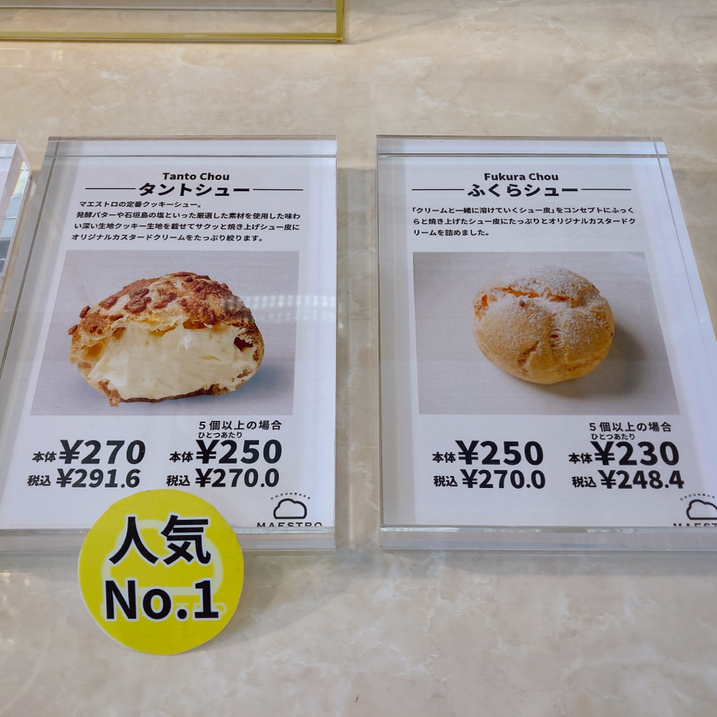 Tanto Chou
タントシュー
マエストロの定番クッキーシュー。
発酵バターや石垣島の塩といった厳選した素材を使用した味わ
い深い生地クッキー生地を載せてサクッと焼き上げシュー皮に
オリジナルカスタードクリームをたっぷり絞ります。
5個以上の場合
ひとつあたり
本体¥270 本体¥250
税込¥291.6 税込¥270.0
MAESTRO
人気
No.1
Fukura Chou
ふくらシュー
「クリームと一緒に溶けていくシュー皮」をコンセプトにふっく
らと焼き上げたシュー皮にたっぷりとオリジナルカスタードク
リームを詰めました。
5個以上の場合
ひとつあたり
本体¥250 本体¥230
税込¥270.0 税込¥248.4
MAESTRO